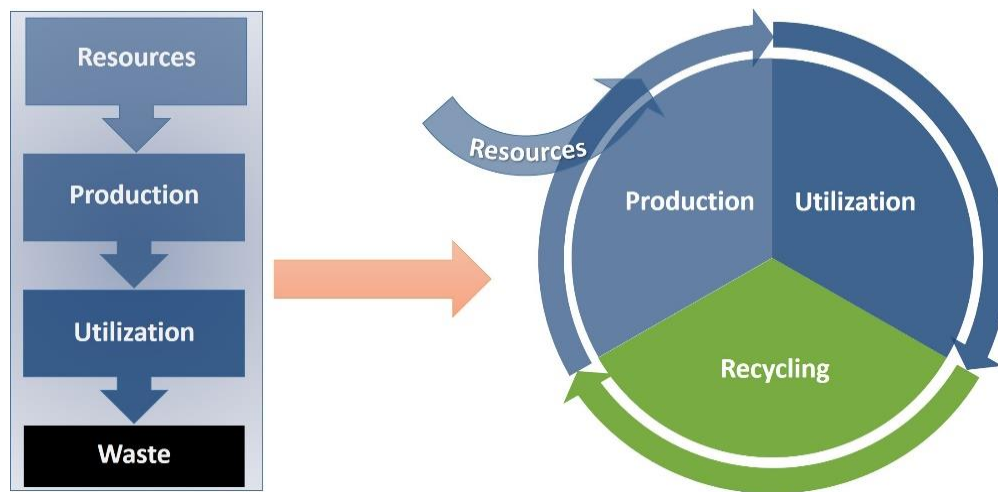 Resources
Production
Utilization
Waste
Resources
Production
Utilization
Recycling